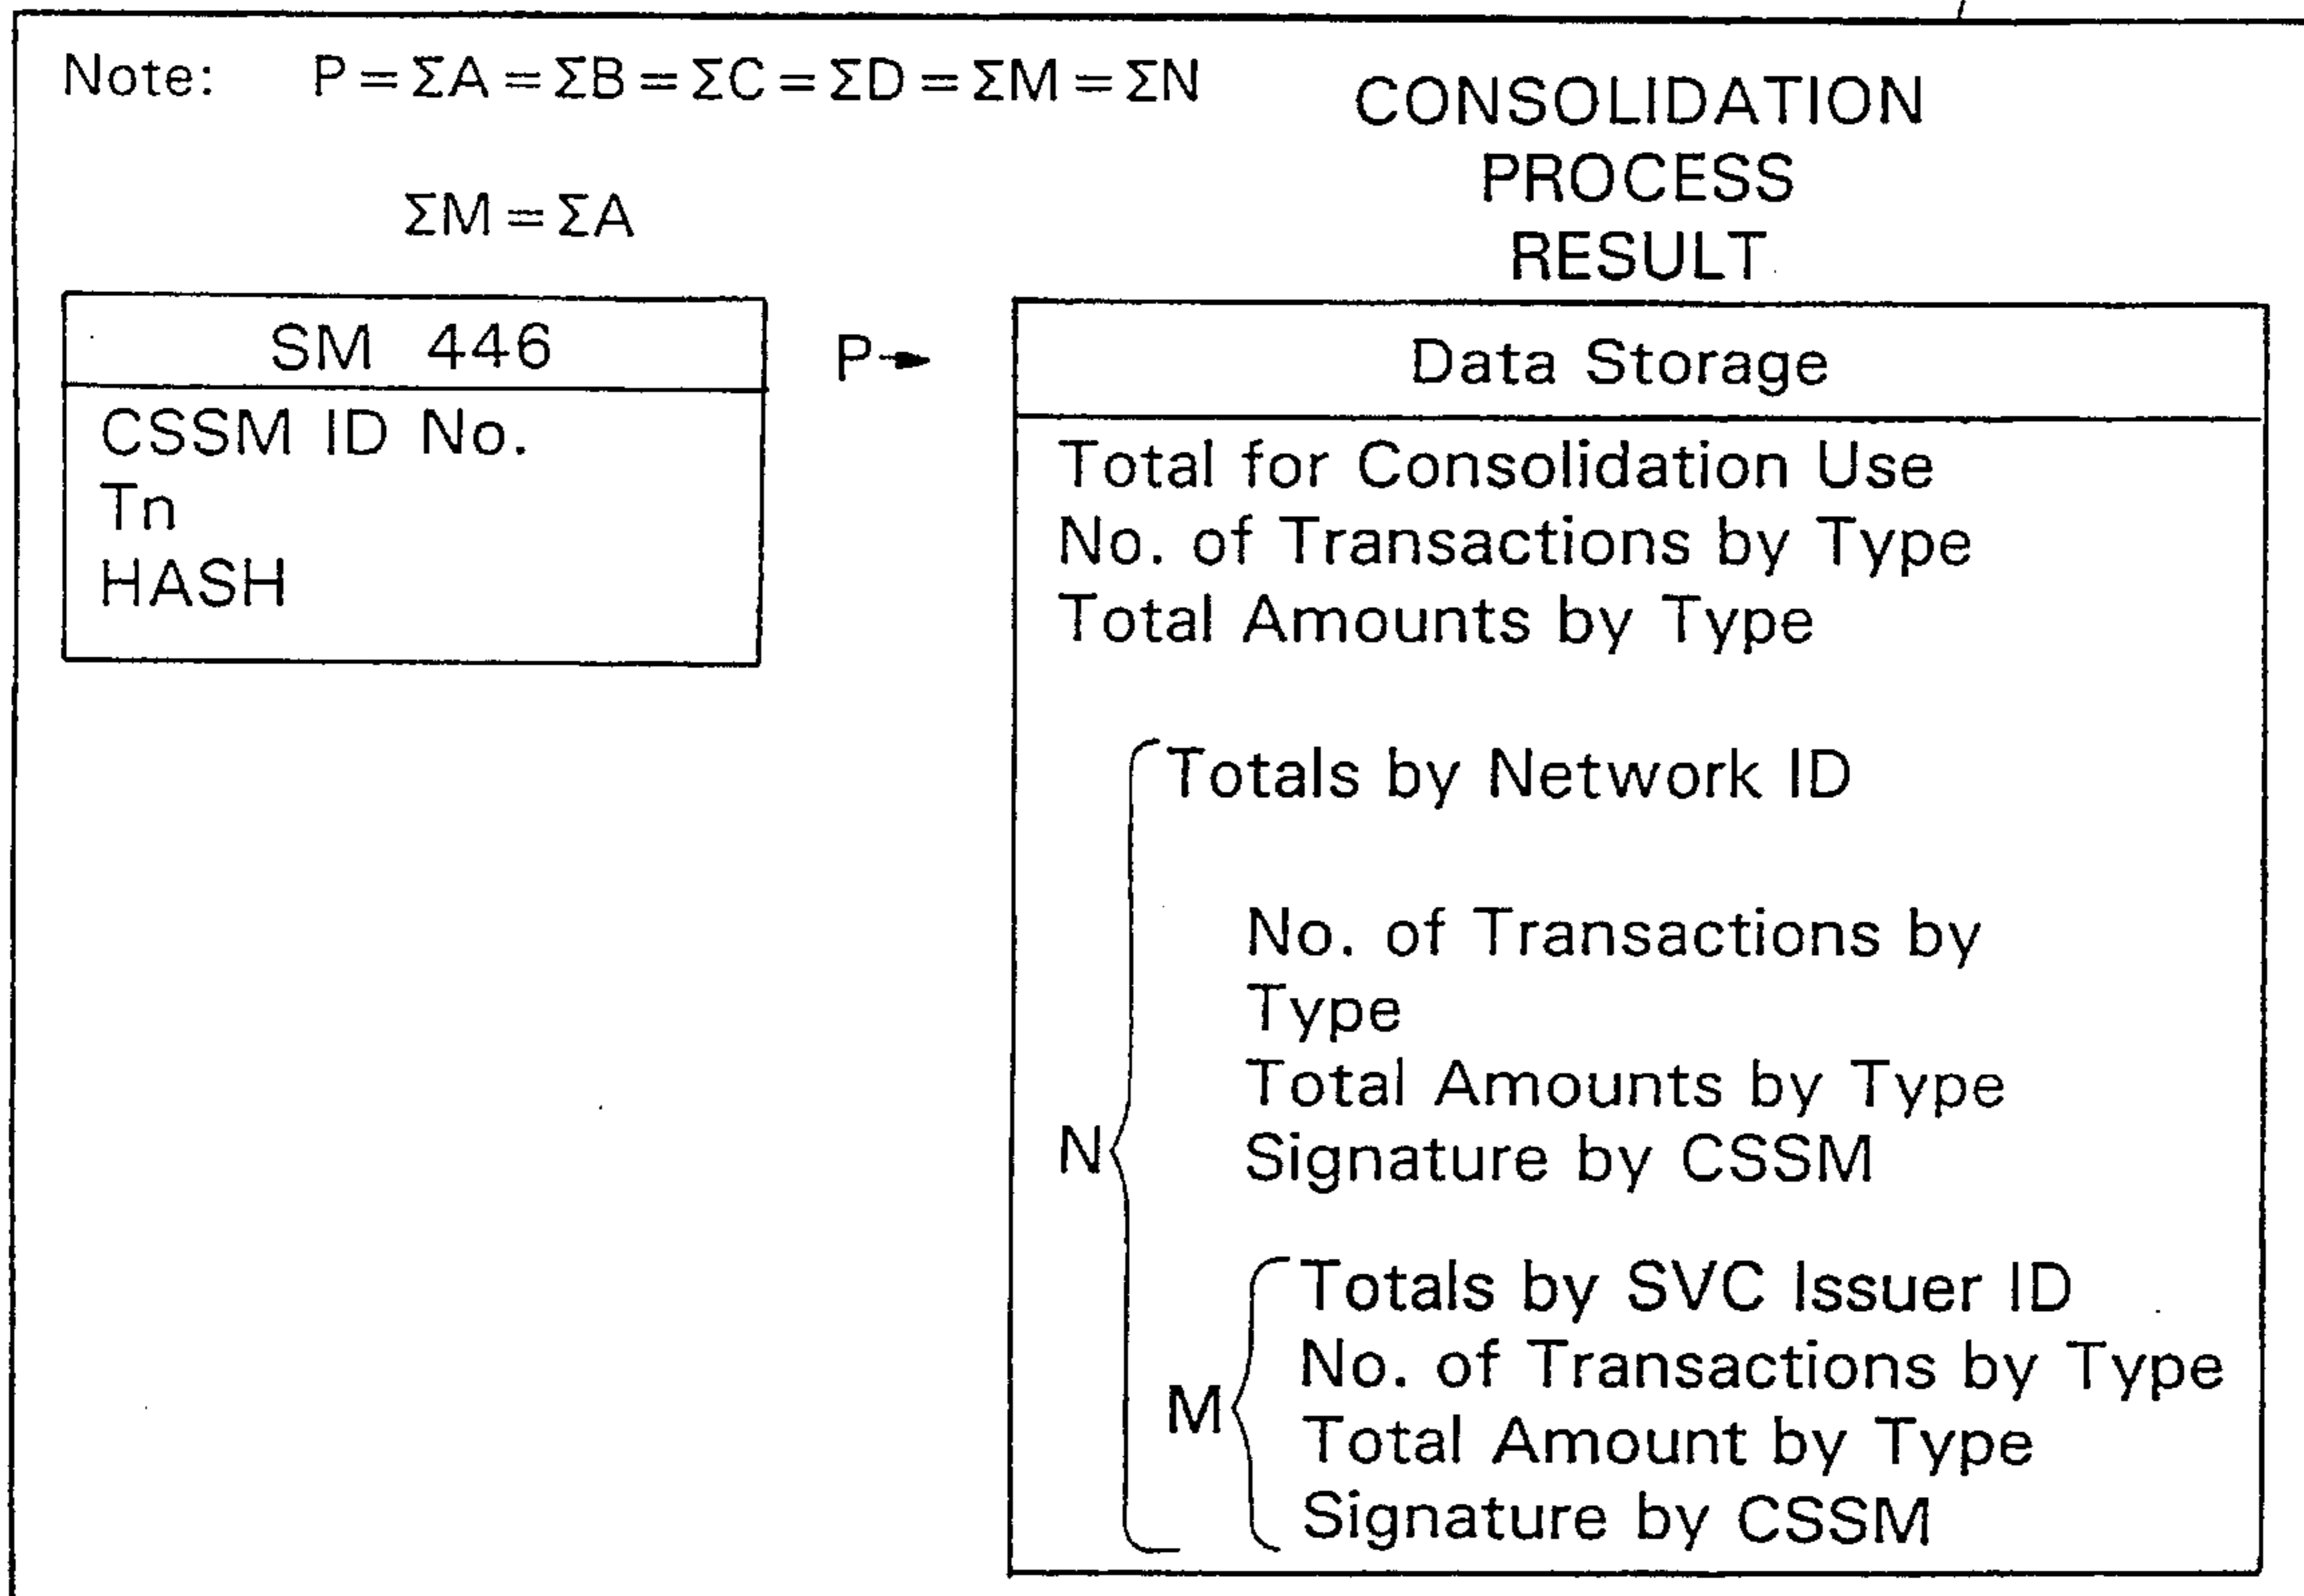 Note: P=ΣA=ΣB=ΣC=ΣD=ΣM=ΣN
ΣM=ΣA
CONSOLIDATION
PROCESS
RESULT
SM 446
CSSM ID No.
Tn
HASH
P
Data Storage
Total for Consolidation Use
No. of Transactions by Type
Total Amounts by Type
N
Totals by Network ID
No. of Transactions by
Type
Total Amounts by Type
Signature by CSSM
M
Totals by SVC Issuer ID
No. of Transactions by Type
Total Amount by Type
Signature by CSSM